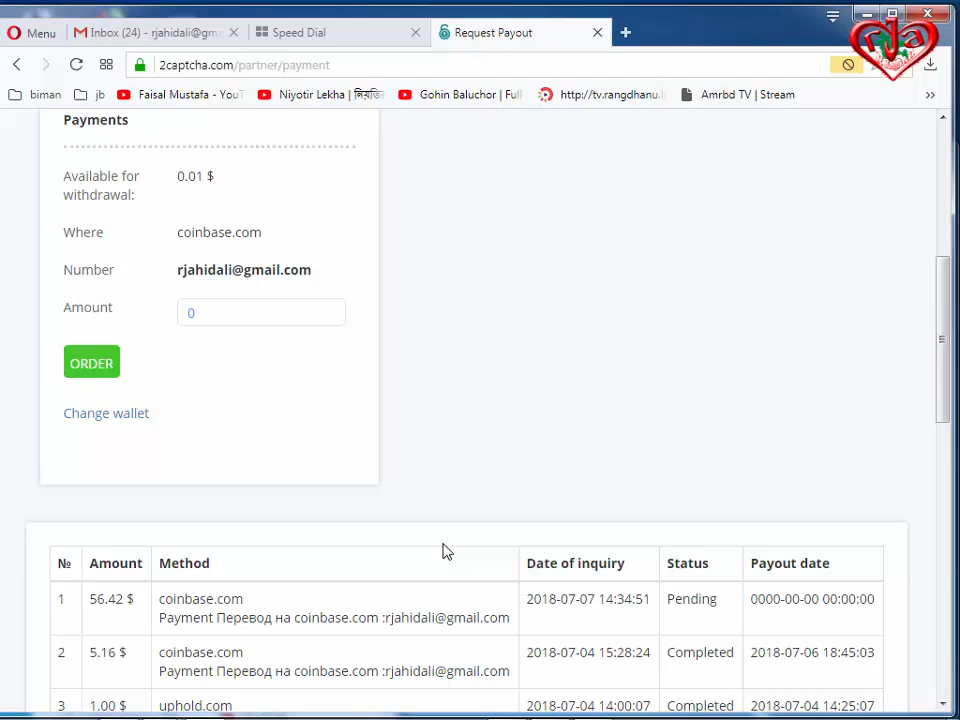 Menu
Inbox (24) - rjahidali@gm
Speed Dial
Request Payout
rja
2captcha.com/partner/payment
biman
jb
Faisal Mustafa - You
Niyotir Lekha |
Gohin Baluchor | Full
http://tv.rangdhanu.
Amrbd TV | Stream
Payments
Available for
withdrawal:
0.01 $
Where
coinbase.com
Number
rjahidali@gmail.com
Amount
0
ORDER
Change wallet
№ Amount Method Date of inquiry Status Payout date
1 56.42 $ coinbase.com 2018-07-07 14:34:51 Pending 0000-00-00 00:00:00
Payment Перевод на coinbase.com :rjahidali@gmail.com
2 5.16 $ coinbase.com 2018-07-04 15:28:24 Completed 2018-07-06 18:45:03
Payment Перевод на coinbase.com :rjahidali@gmail.com
3 1.00 $ uphold.com 2018-07-04 14:00:07 Completed 2018-07-04 14:25:07